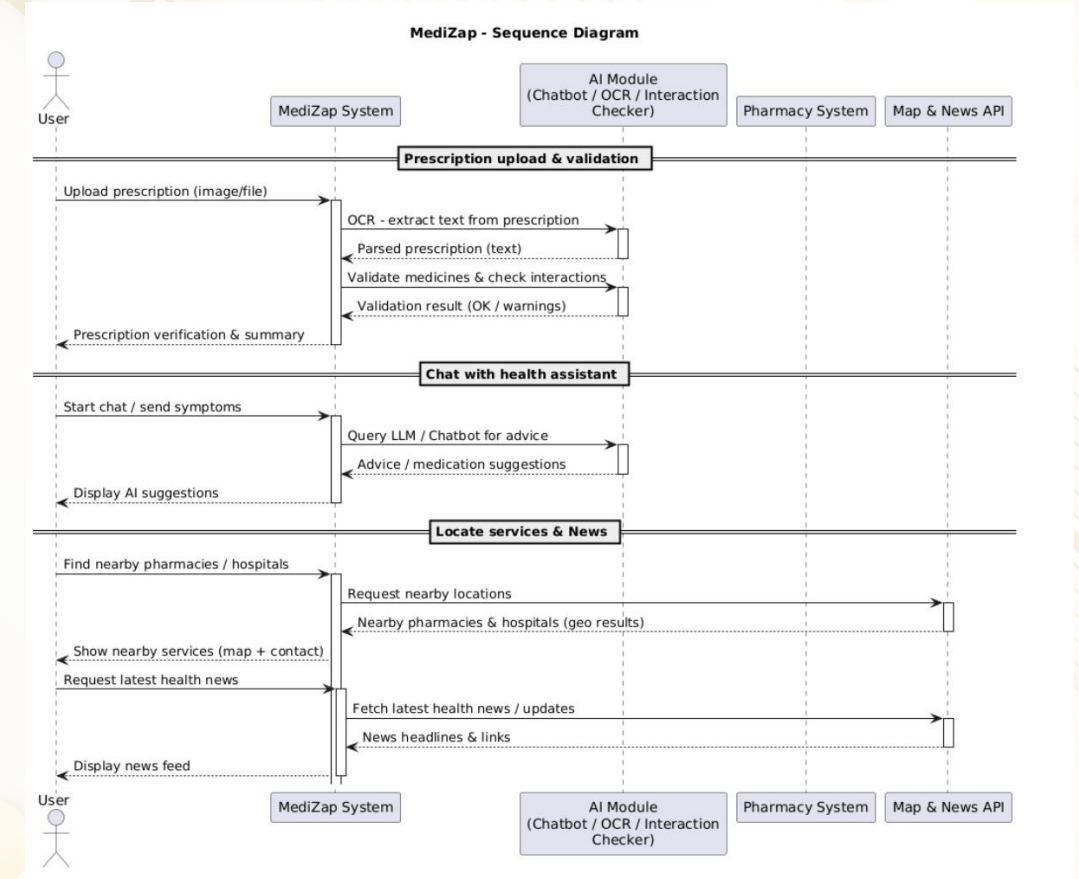 MediZap - Sequence Diagram
User
MediZap System
AI Module
(Chatbot / OCR / Interaction
Checker)
Pharmacy System
Map & News API
Prescription upload & validation
Upload prescription (image/file)
OCR - extract text from prescription
Parsed prescription (text)
Validate medicines & check interactions
Validation result (OK / warnings)
Prescription verification & summary
Chat with health assistant
Start chat / send symptoms
Query LLM / Chatbot for advice
Advice / medication suggestions
Display AI suggestions
Locate services & News
Find nearby pharmacies / hospitals
Request nearby locations
Nearby pharmacies & hospitals (geo results)
Show nearby services (map + contact)
Request latest health news
Fetch latest health news / updates
News headlines & links
Display news feed
User
MediZap System
AI Module
(Chatbot / OCR / Interaction
Checker)
Pharmacy System
Map & News API